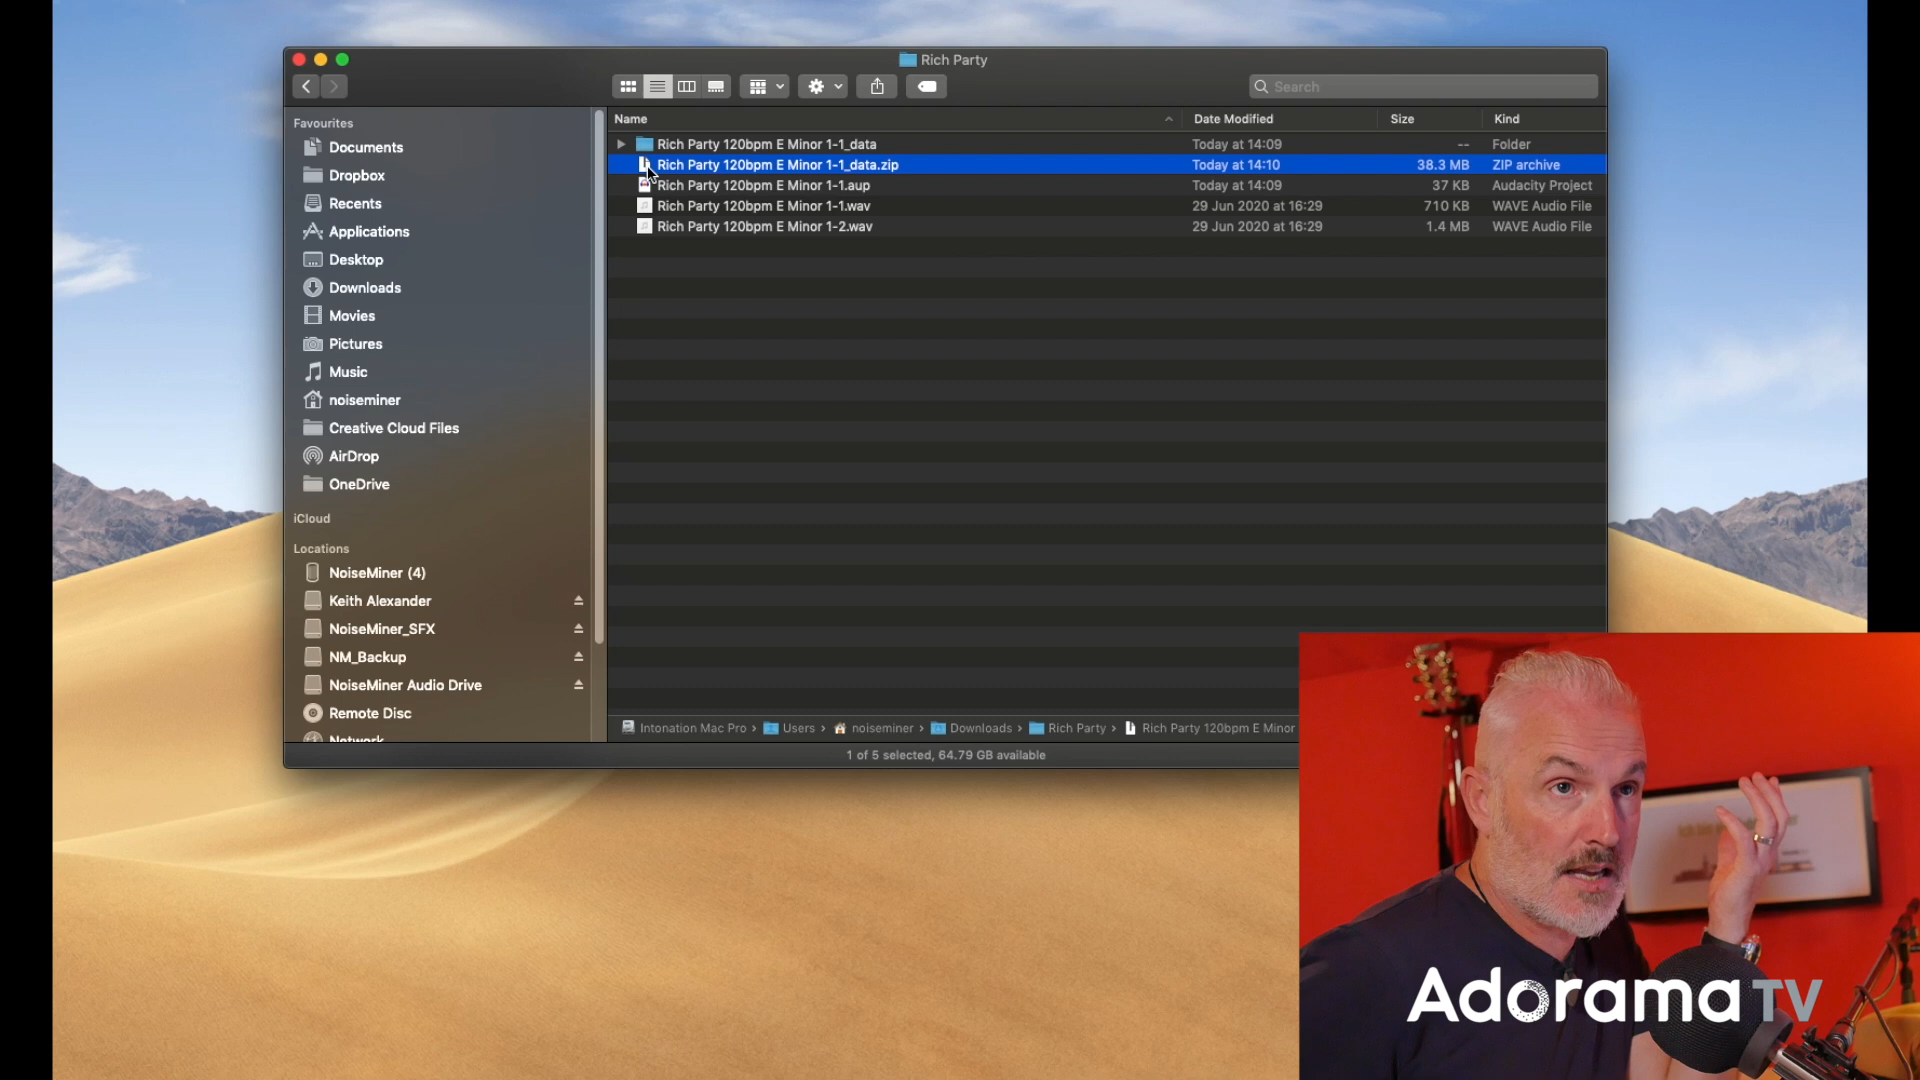 Rich Party
Search
Name
Date Modified
Size
Kind
Favourites
Documents
Dropbox
Recents
Applications
Desktop
Downloads
Movies
Pictures
Music
noiseminer
Creative Cloud Files
AirDrop
OneDrive
iCloud
Locations
NoiseMiner (4)
Keith Alexander
NoiseMiner_SFX
NM_Backup
NoiseMiner Audio Drive
Remote Disc
Network
Rich Party 120bpm E Minor 1-1_data Today at 14:09 -- Folder
Rich Party 120bpm E Minor 1-1_data.zip Today at 14:10 38.3 MB ZIP archive
Rich Party 120bpm E Minor 1-1.aup Today at 14:09 37 KB Audacity Project
Rich Party 120bpm E Minor 1-1.wav 29 Jun 2020 at 16:29 710 KB WAVE Audio File
Rich Party 120bpm E Minor 1-2.wav 29 Jun 2020 at 16:29 1.4 MB WAVE Audio File
Intonation Mac Pro › Users › noiseminer › Downloads › Rich Party › Rich Party 120bpm E Minor
1 of 5 selected, 64.79 GB available
Adorama TV